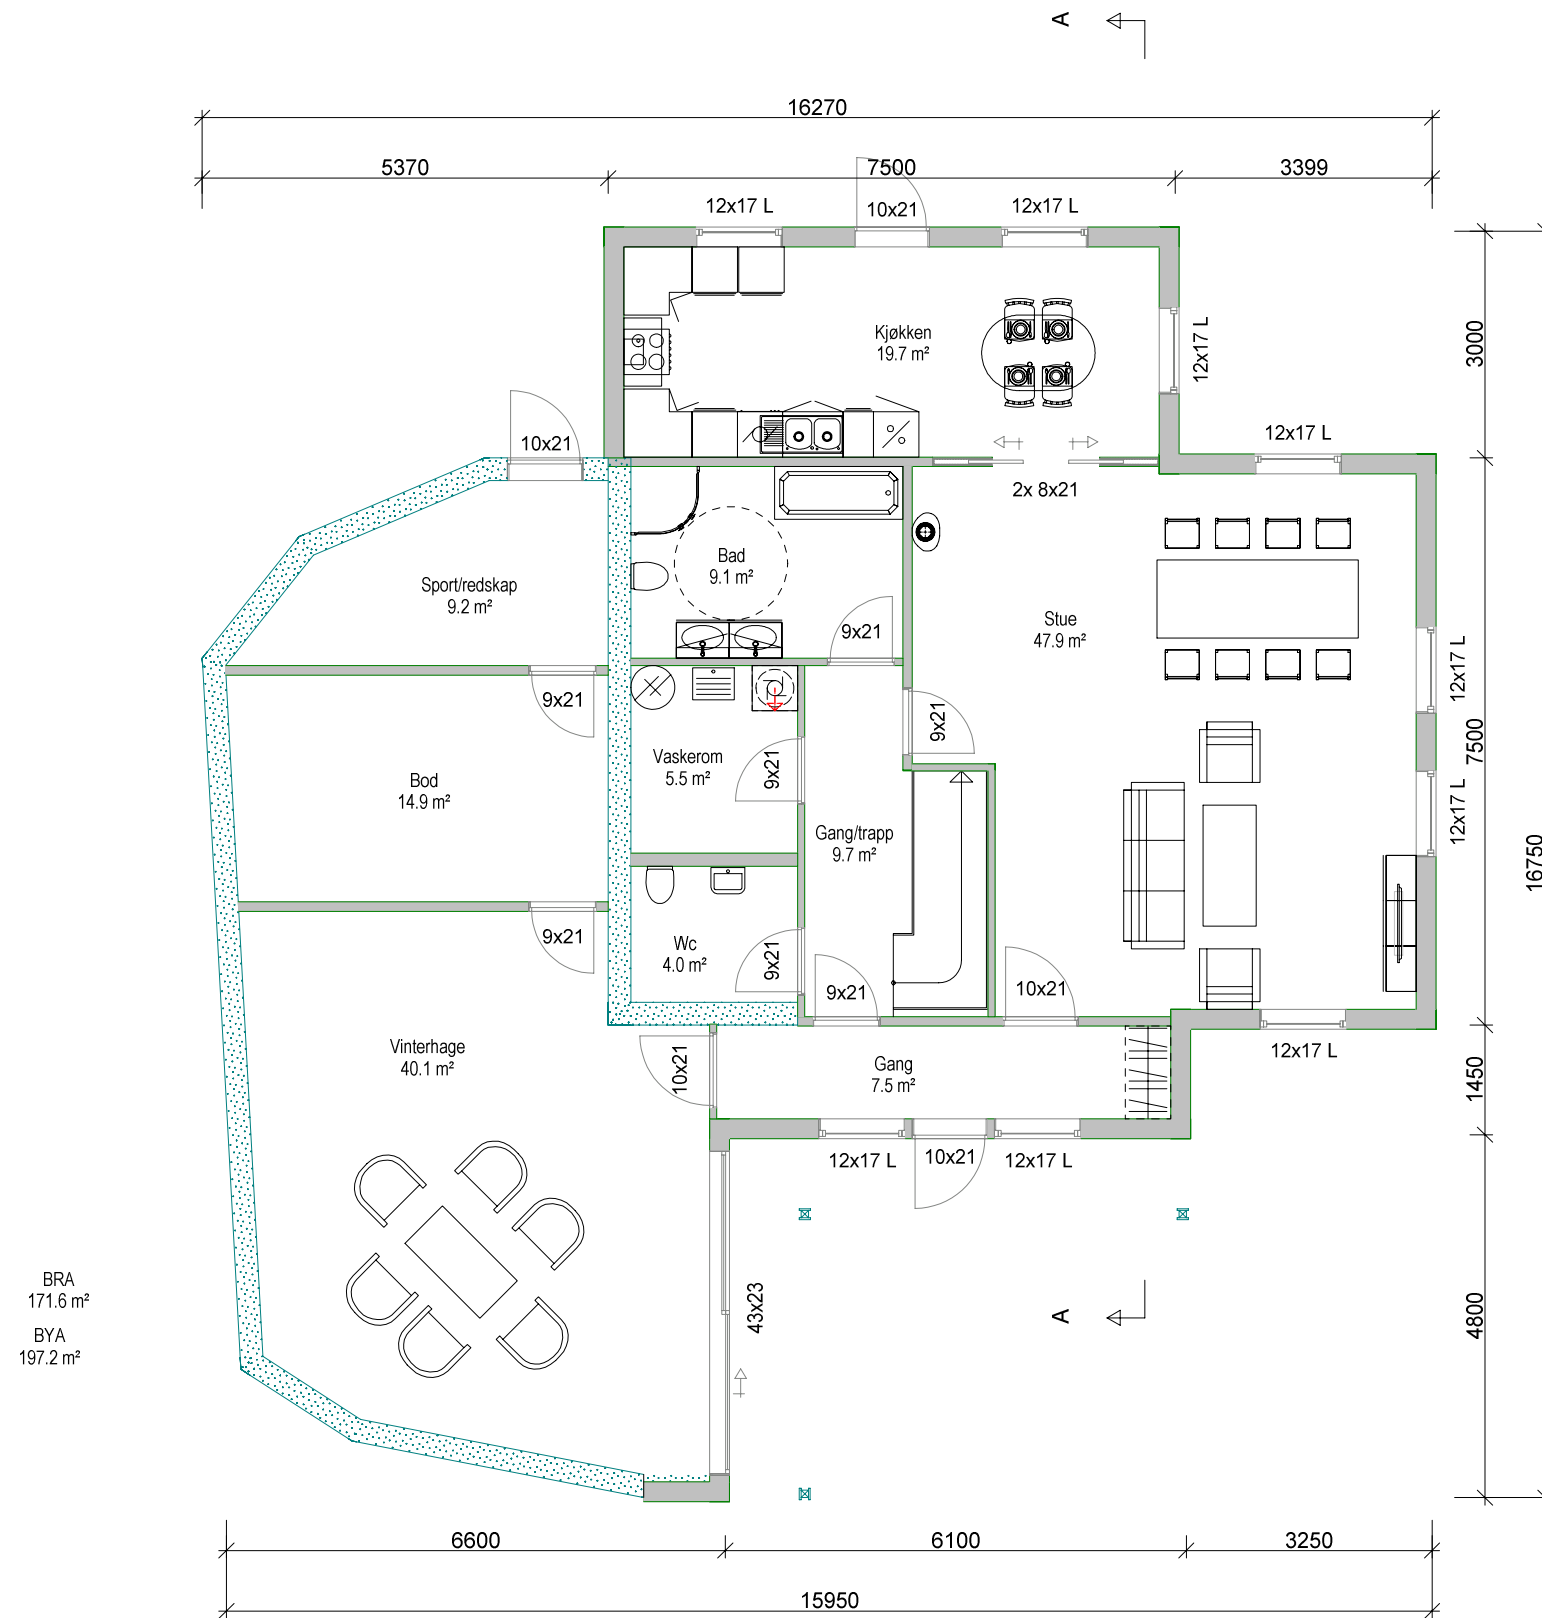 A
16270
5370
7500
3399
12x17 L
10x21
12x17 L
Kjøkken
19.7 m²
12x17 L
3000
10x21
12x17 L
2x 8x21
Bad
9.1 m²
Sport/redskap
9.2 m²
9x21
Stue
47.9 m²
12x17 L
9x21
9x21
7500
Vaskerom
5.5 m²
9x21
Bod
14.9 m²
12x17 L
Gang/trapp
9.7 m²
16750
9x21
Wc
4.0 m²
9x21
9x21
10x21
Vinterhage
40.1 m²
10x21
Gang
7.5 m²
12x17 L
1450
12x17 L
10x21
12x17 L
BRA
171.6 m²
BYA
197.2 m²
43x23
A
4800
6600
6100
3250
15950